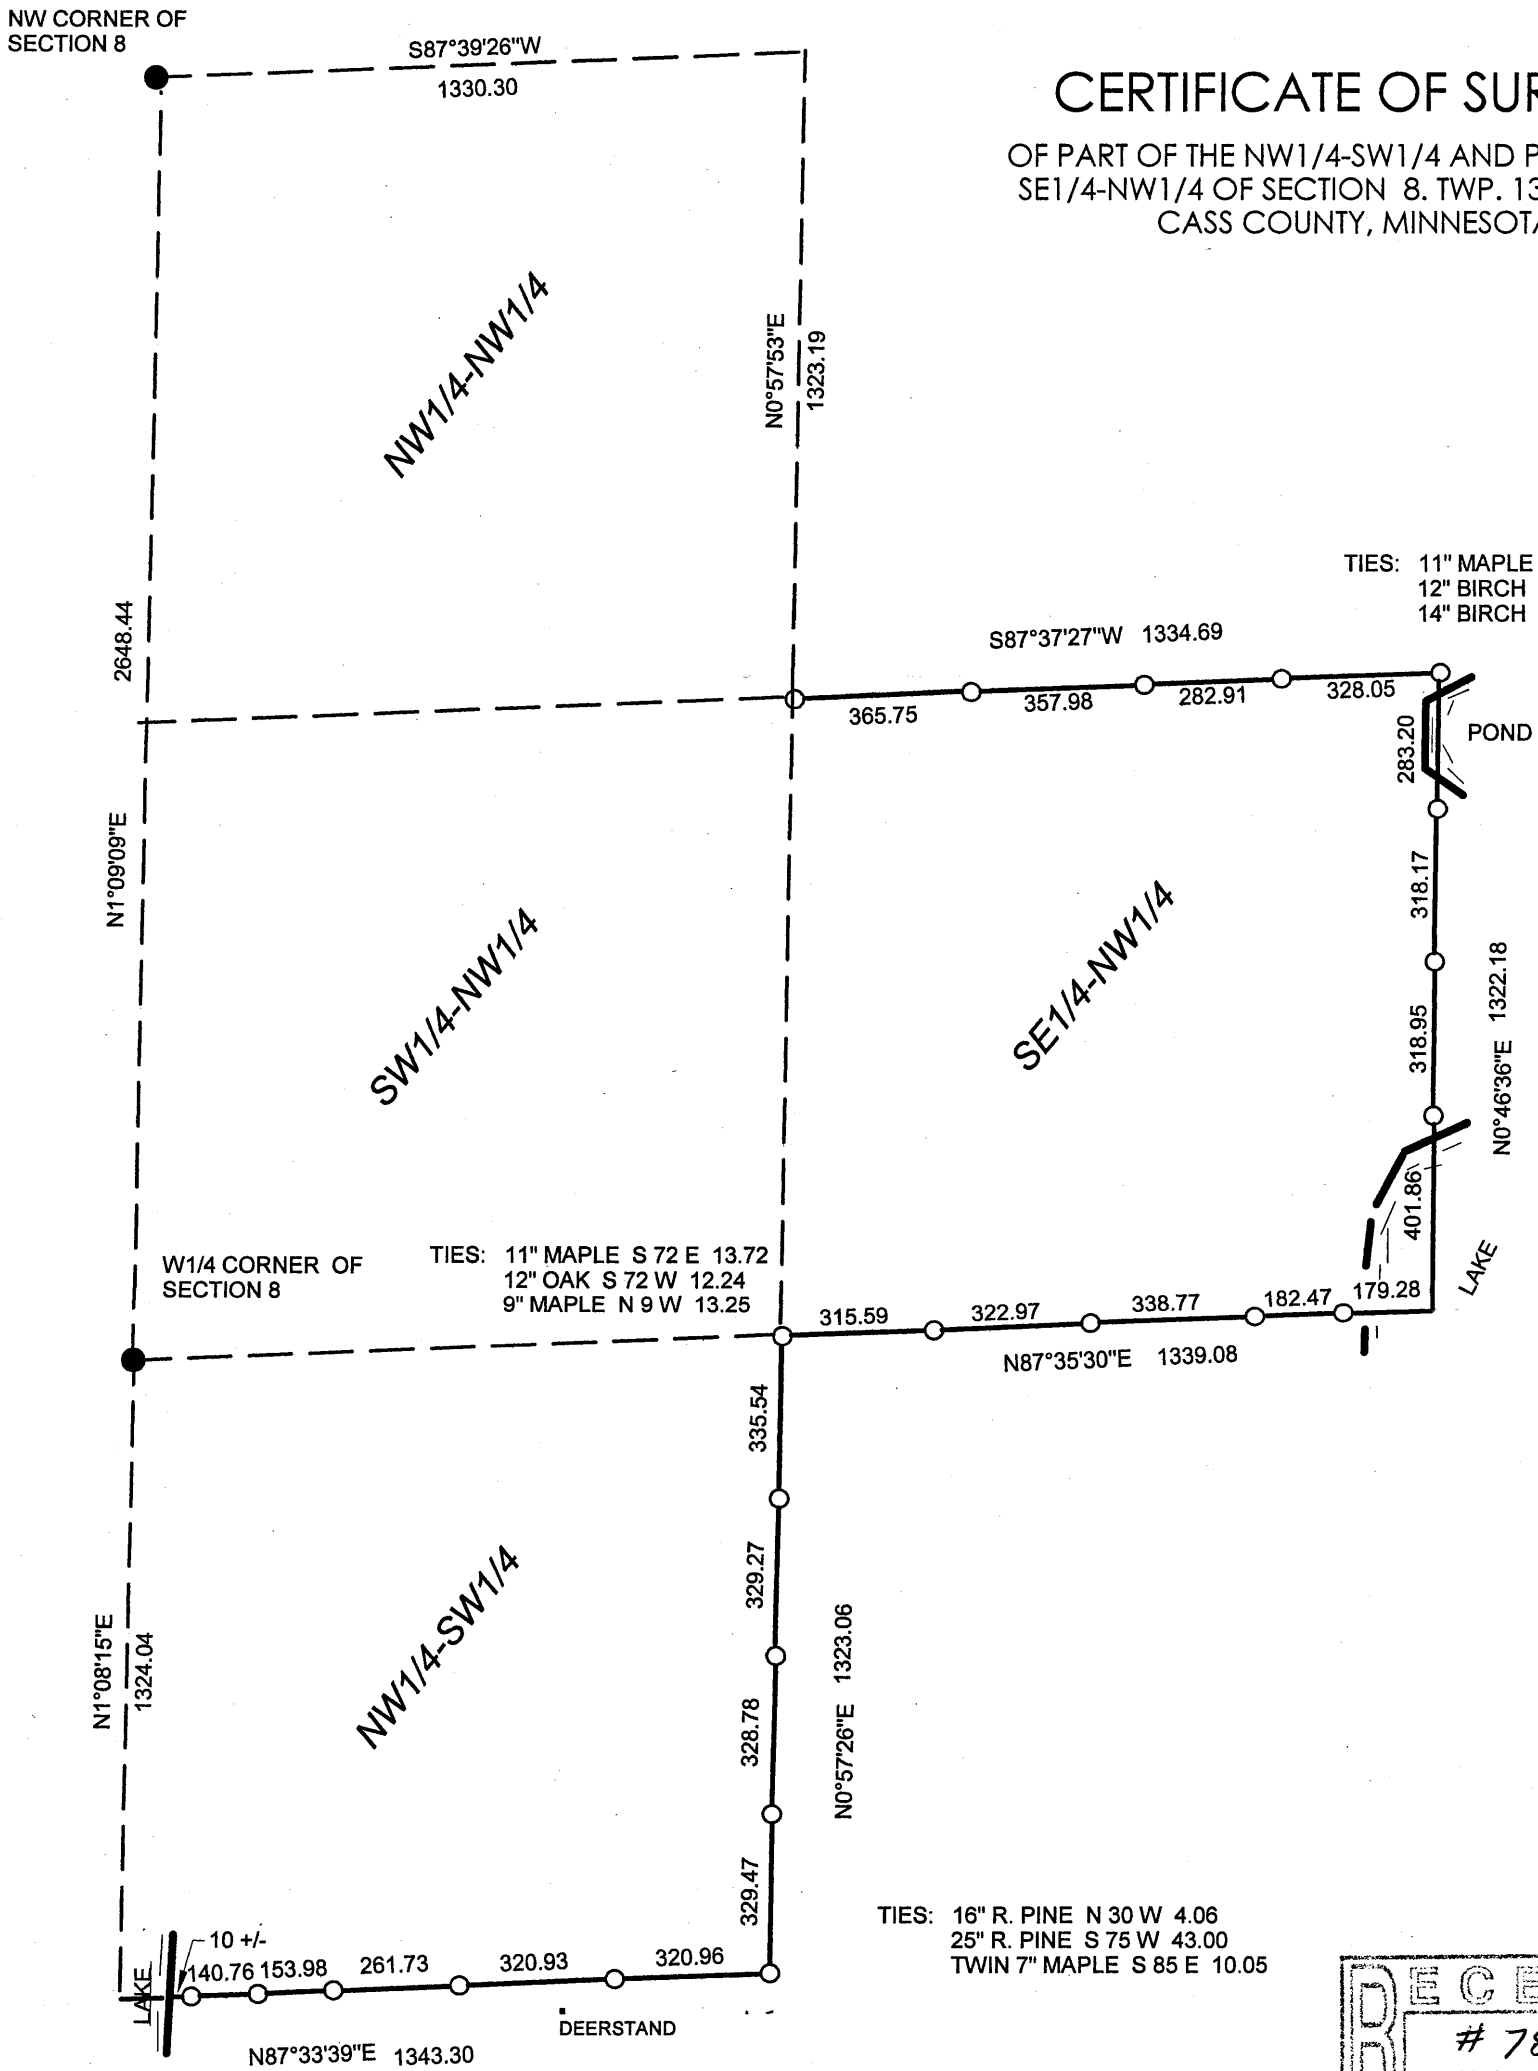 NW CORNER OF
SECTION 8
S87°39'26"W
1330.30
CERTIFICATE OF
OF PART OF THE NW1/4-SW1/4 AND
SE1/4-NW1/4 OF SECTION 8. TWP.
CASS COUNTY,
NW1/4-NW1/4
N0°57'53"E
1323.19
2648.44
N1°09'09"E
TIES: 11" MAPLE
12" BIRCH
14" BIRCH
S87°37'27"W 1334.69
365.75
357.98
282.91
328.05
283.20
POND
318.17
318.95
N0°46'36"E 1322.18
401.86
LAKE
SW1/4-NW1/4
SE1/4-NW1/4
W1/4 CORNER OF
SECTION 8
TIES: 11" MAPLE S 72 E 13.72
12" OAK S 72 W 12.24
9" MAPLE N 9 W 13.25
315.59
322.97
338.77
182.47
179.28
N87°35'30"E 1339.08
335.54
329.27
328.78
329.47
N0°57'26"E 1323.06
N1°08'15"E
1324.04
NW1/4-SW1/4
TIES: 16" R. PINE N 30 W 4.06
25" R. PINE S 75 W 43.00
TWIN 7" MAPLE S 85 E 10.05
10 +/-
LAKE
140.76
153.98
261.73
320.93
320.96
DEERSTAND
N87°33'39"E 1343.30